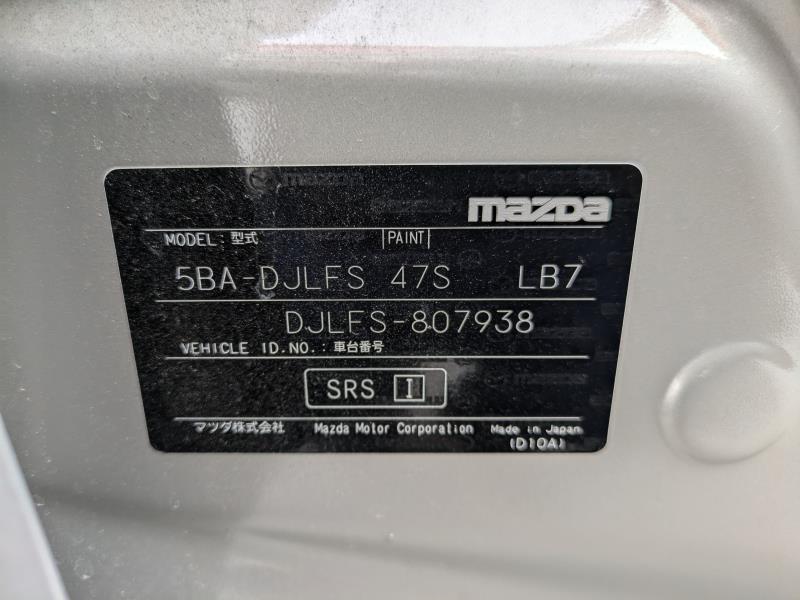 mazda
MODEL: 型式 PAINT
5BA-DJLFS 47S LB7
DJLFS-807938
VEHICLE ID.NO.: 車台番号
SRS I
マツダ株式会社 Mazda Motor Corporation Made in Japan
(D10A)